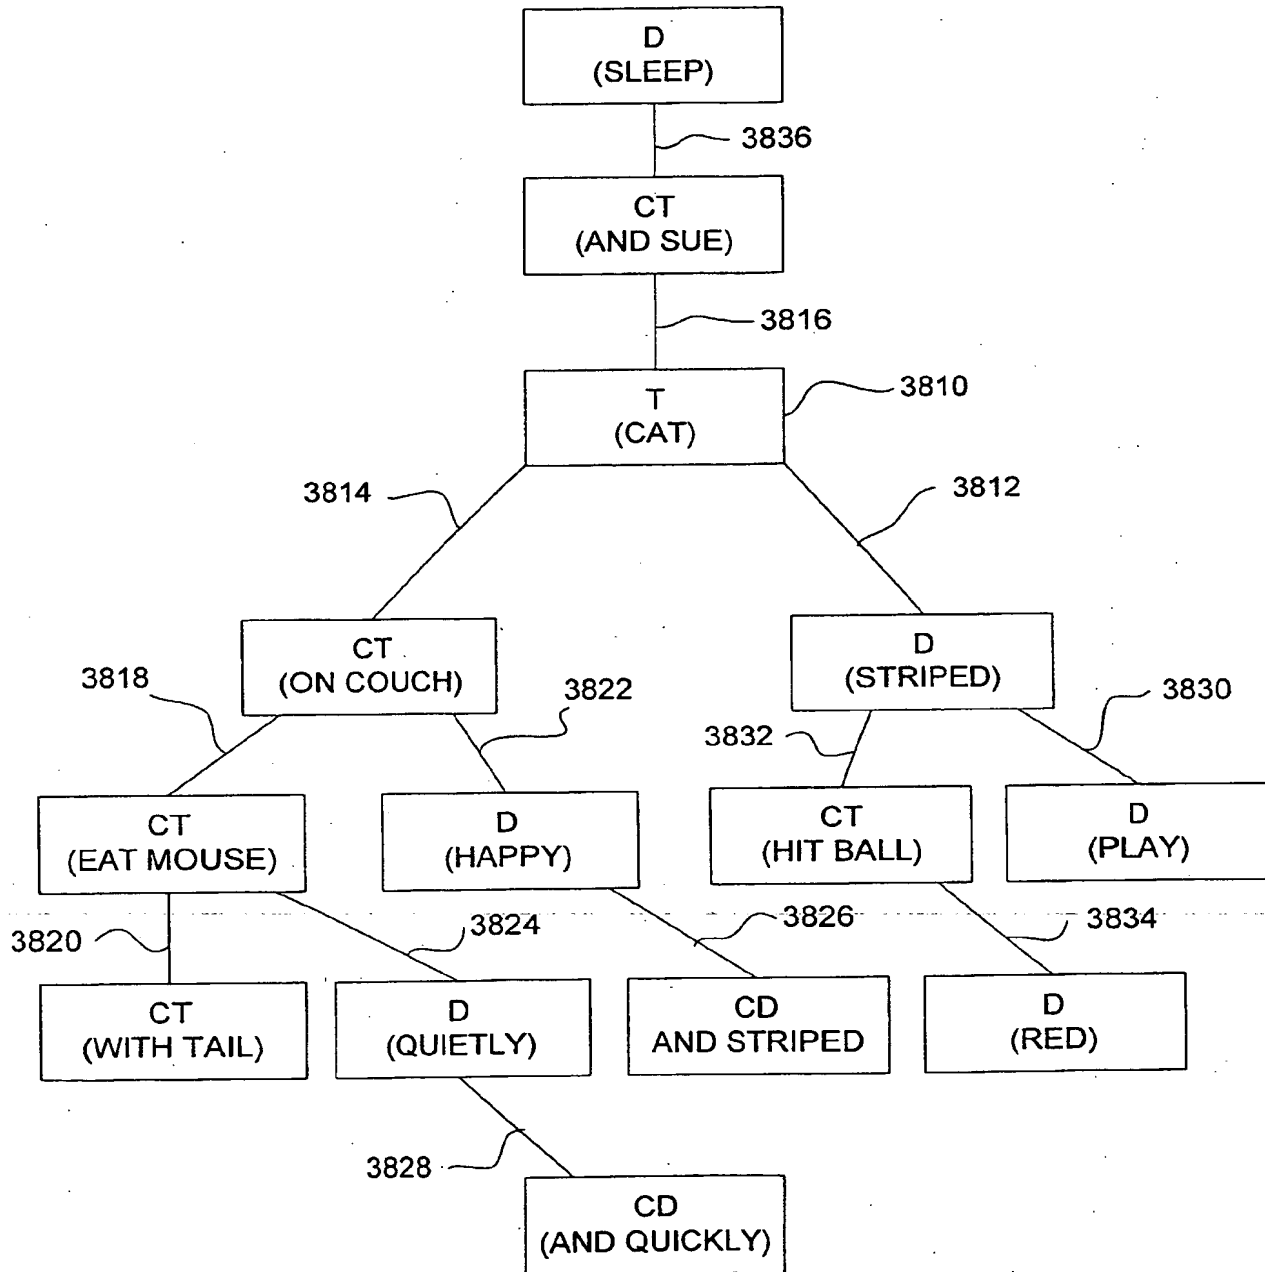 D
(SLEEP)
3836
CT
(AND SUE)
3816
T
(CAT)
3810
3814
3812
CT
(ON COUCH)
D
(STRIPED)
3818
3822
3832
3830
CT
(EAT MOUSE)
D
(HAPPY)
CT
(HIT BALL)
D
(PLAY)
3820
3824
3826
3834
CT
(WITH TAIL)
D
(QUIETLY)
CD
AND STRIPED
D
(RED)
3828
CD
(AND QUICKLY)